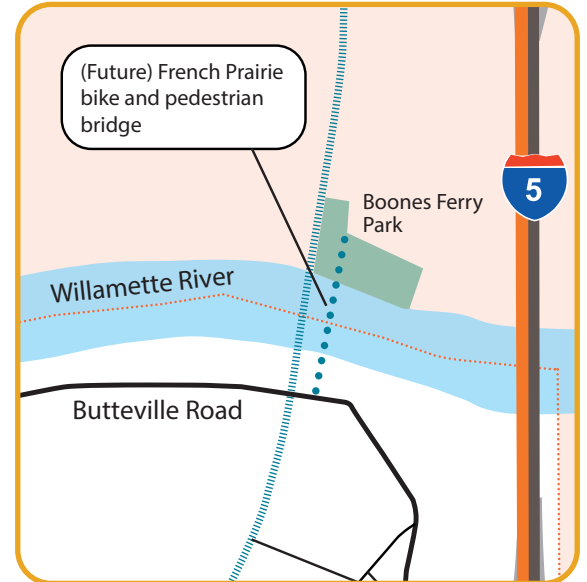 (Future) French Prairie
bike and pedestrian
bridge
5
Boones Ferry
Park
Willamette River
Butteville Road